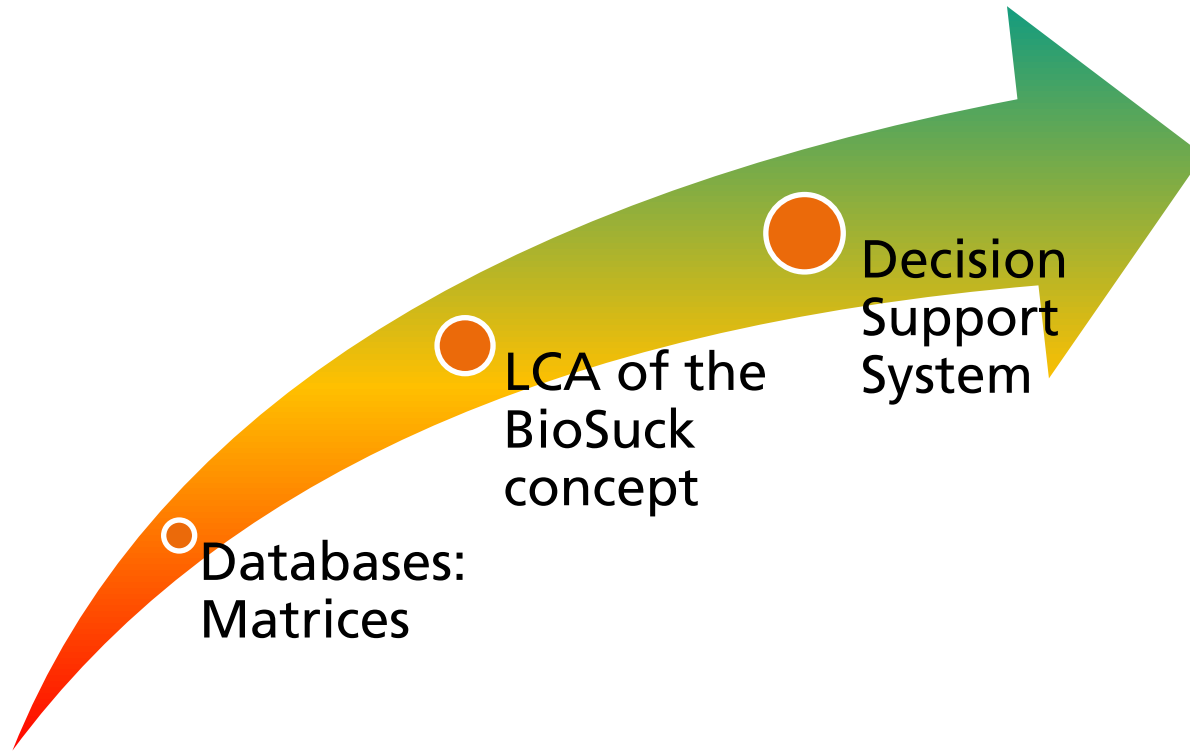 Decision
Support
System
LCA of the
BioSuck
concept
Databases:
Matrices